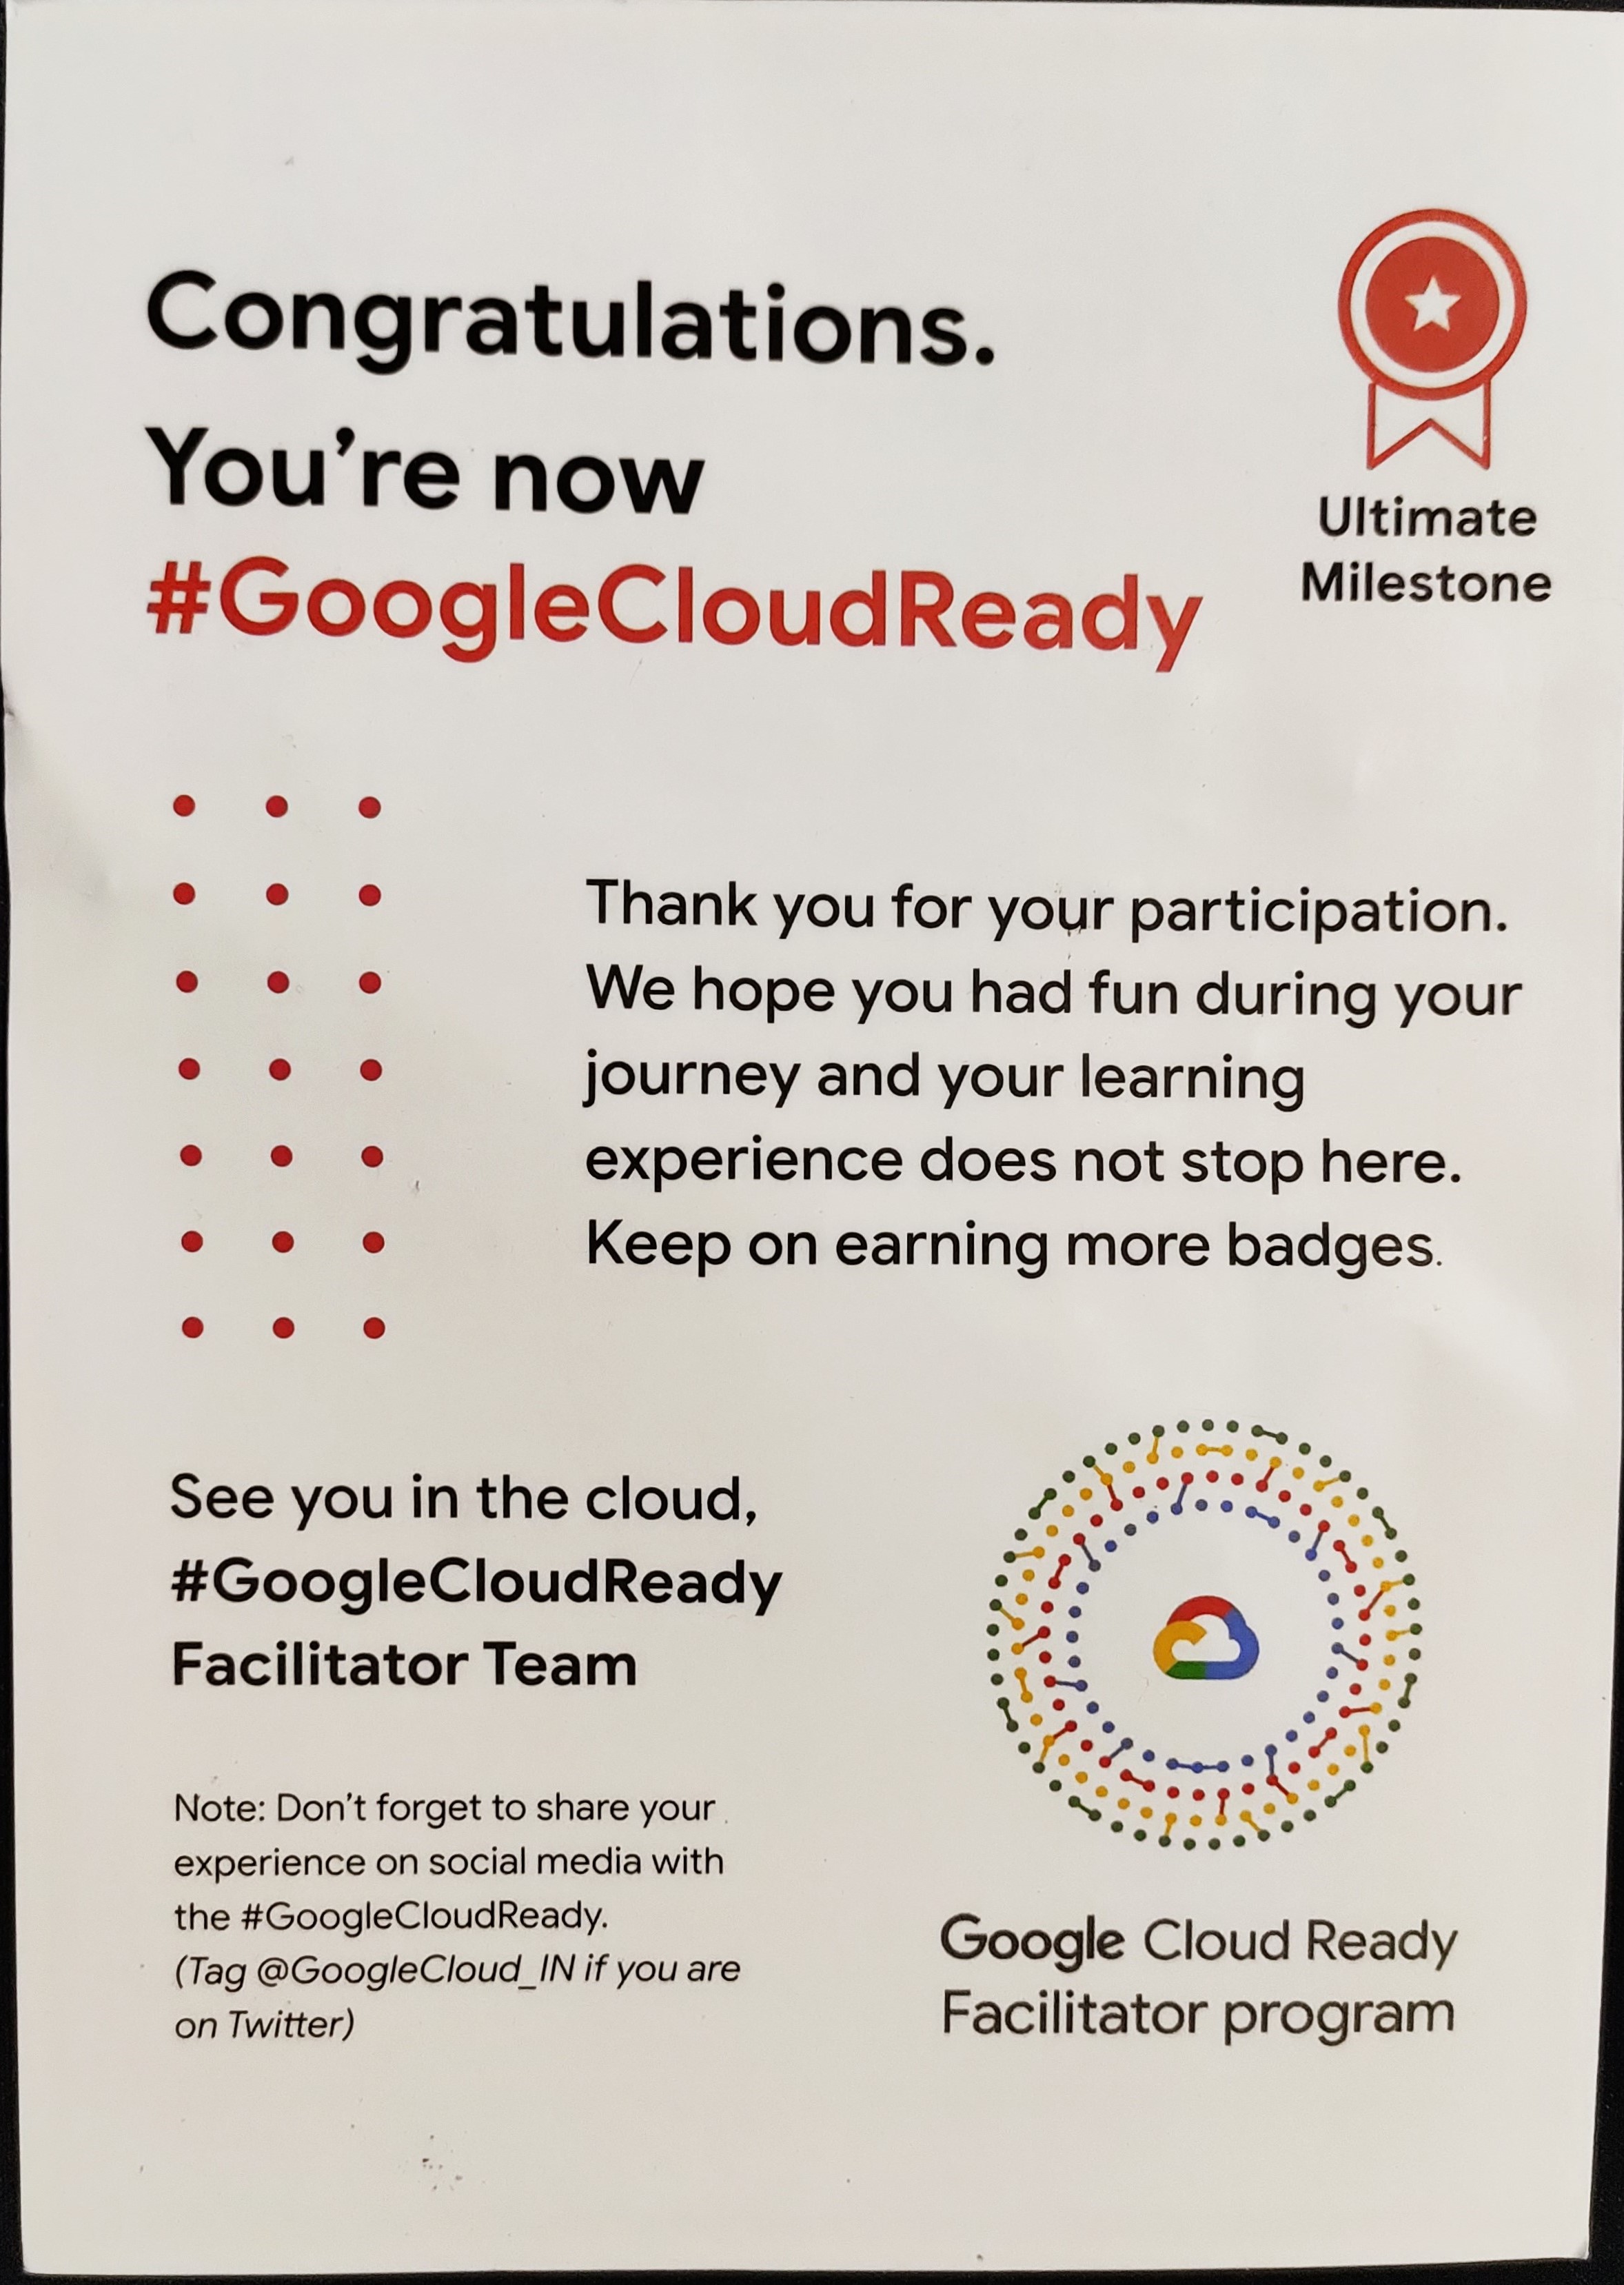 Congratulations.
You're now
#GoogleCloudReady
Ultimate
Milestone
Thank you for your participation.
We hope you had fun during your
journey and your learning
experience does not stop here.
Keep on earning more badges.
See you in the cloud,
#GoogleCloudReady
Facilitator Team
Note: Don't forget to share your
experience on social media with
the #GoogleCloudReady.
(Tag @GoogleCloud_IN if you are
on Twitter)
Google Cloud Ready
Facilitator program